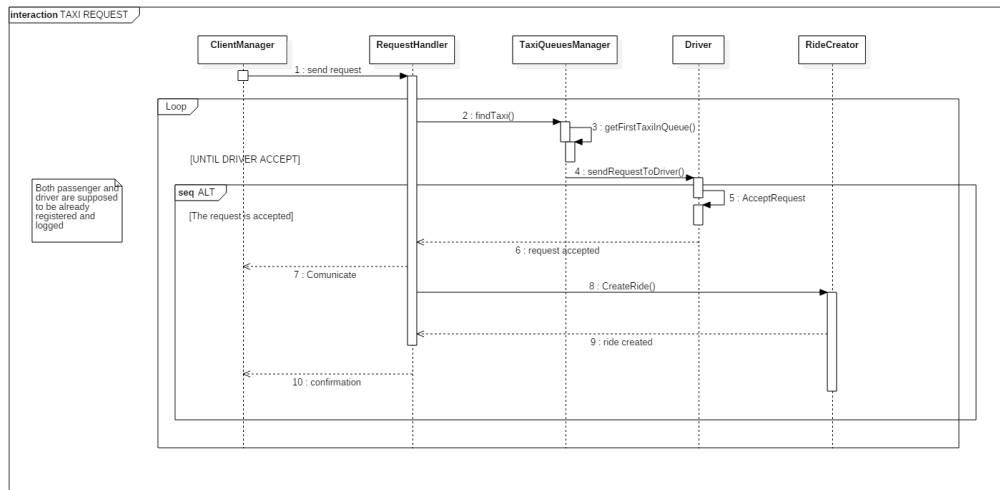 interaction TAXI REQUEST
ClientManager
RequestHandler
TaxiQueuesManager
Driver
RideCreator
1 : send request
Loop
2 : findTaxi()
3 : getFirstTaxiInQueue()
[UNTIL DRIVER ACCEPT]
4 : sendRequestToDriver()
Both passenger and
driver are supposed
to be already
registered and
logged
seq ALT
5 : AcceptRequest
[The request is accepted]
6 : request accepted
7 : Comunicate
8 : CreateRide()
9 : ride created
10 : confirmation